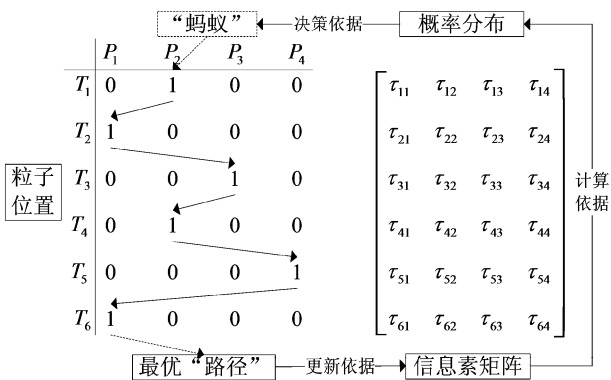 “蚂蚁” 决策依据 概率分布
P1 P2 P3 P4
T1 0 1 0 0 τ11 τ12 τ13 τ14
T2 1 0 0 0 τ21 τ22 τ23 τ24
粒子位置
T3 0 0 1 0 τ31 τ32 τ33 τ34
计算依据
T4 0 1 0 0 τ41 τ42 τ43 τ44
T5 0 0 0 1 τ51 τ52 τ53 τ54
T6 1 0 0 0 τ61 τ62 τ63 τ64
最优“路径” 更新依据 信息素矩阵